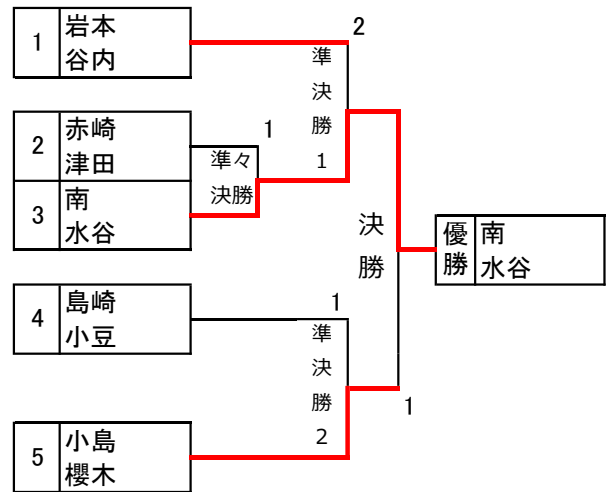 1
岩本
谷内
2
準決勝1
2
赤崎
津田
1
準々
決勝
3
南
水谷
決勝
優勝
南
水谷
4
島崎
小豆
1
準決勝2
1
5
小島
櫻木